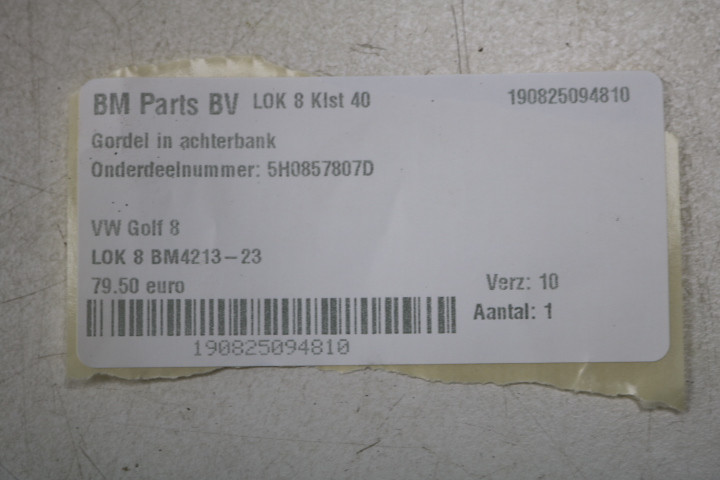 BM Parts BV LOK 8 Klst 40 190825094810
Gordel in achterbank
Onderdeelnummer: 5H0857807D
VW Golf 8
LOK 8 BM4213-23
79.50 euro Verz: 10
Aantal: 1
190825094810